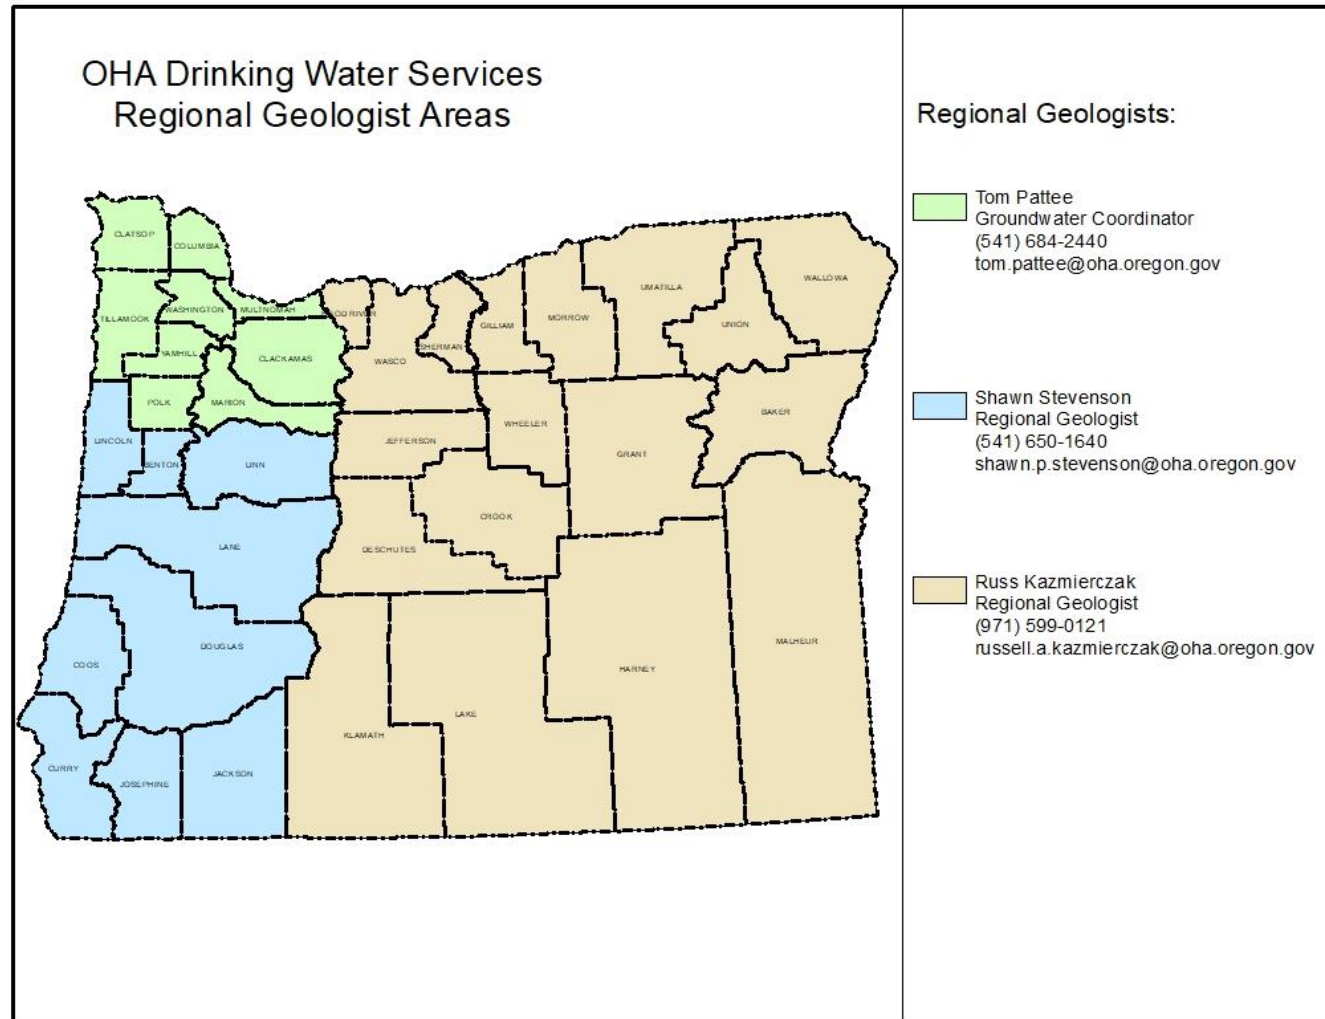 OHA Drinking Water Services
Regional Geologist Areas
Regional Geologists:
Tom Pattee
Groundwater Coordinator
(541) 684-2440
tom.pattee@oha.oregon.gov
Shawn Stevenson
Regional Geologist
(541) 650-1640
shawn.p.stevenson@oha.oregon.gov
Russ Kazmierczak
Regional Geologist
(971) 599-0121
russell.a.kazmierczak@oha.oregon.gov
CLATSOP
COLUMBIA
TILLAMOOK
WASHINGTON
MULTNOMAH
HOOD RIVER
YAMHILL
CLACKAMAS
WASCO
SHERMAN
GILLIAM
MORROW
UMATILLA
UNION
WALLOWA
POLK
MARION
LINCOLN
BENTON
LINN
JEFFERSON
WHEELER
GRANT
BAKER
LANE
DESCHUTES
CROOK
COOS
DOUGLAS
CURRY
JOSEPHINE
JACKSON
KLAMATH
LAKE
HARNEY
MALHEUR